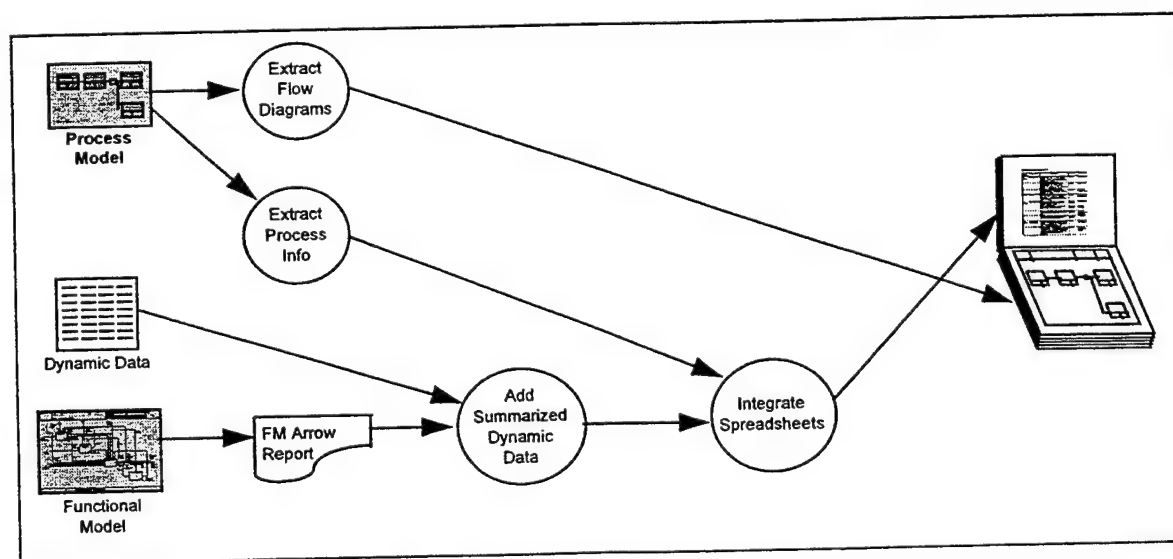 Extract
Flow
Diagrams
Process
Model
Extract
Process
Info
Dynamic Data
FM Arrow
Report
Add
Summarized
Dynamic
Data
Integrate
Spreadsheets
Functional
Model